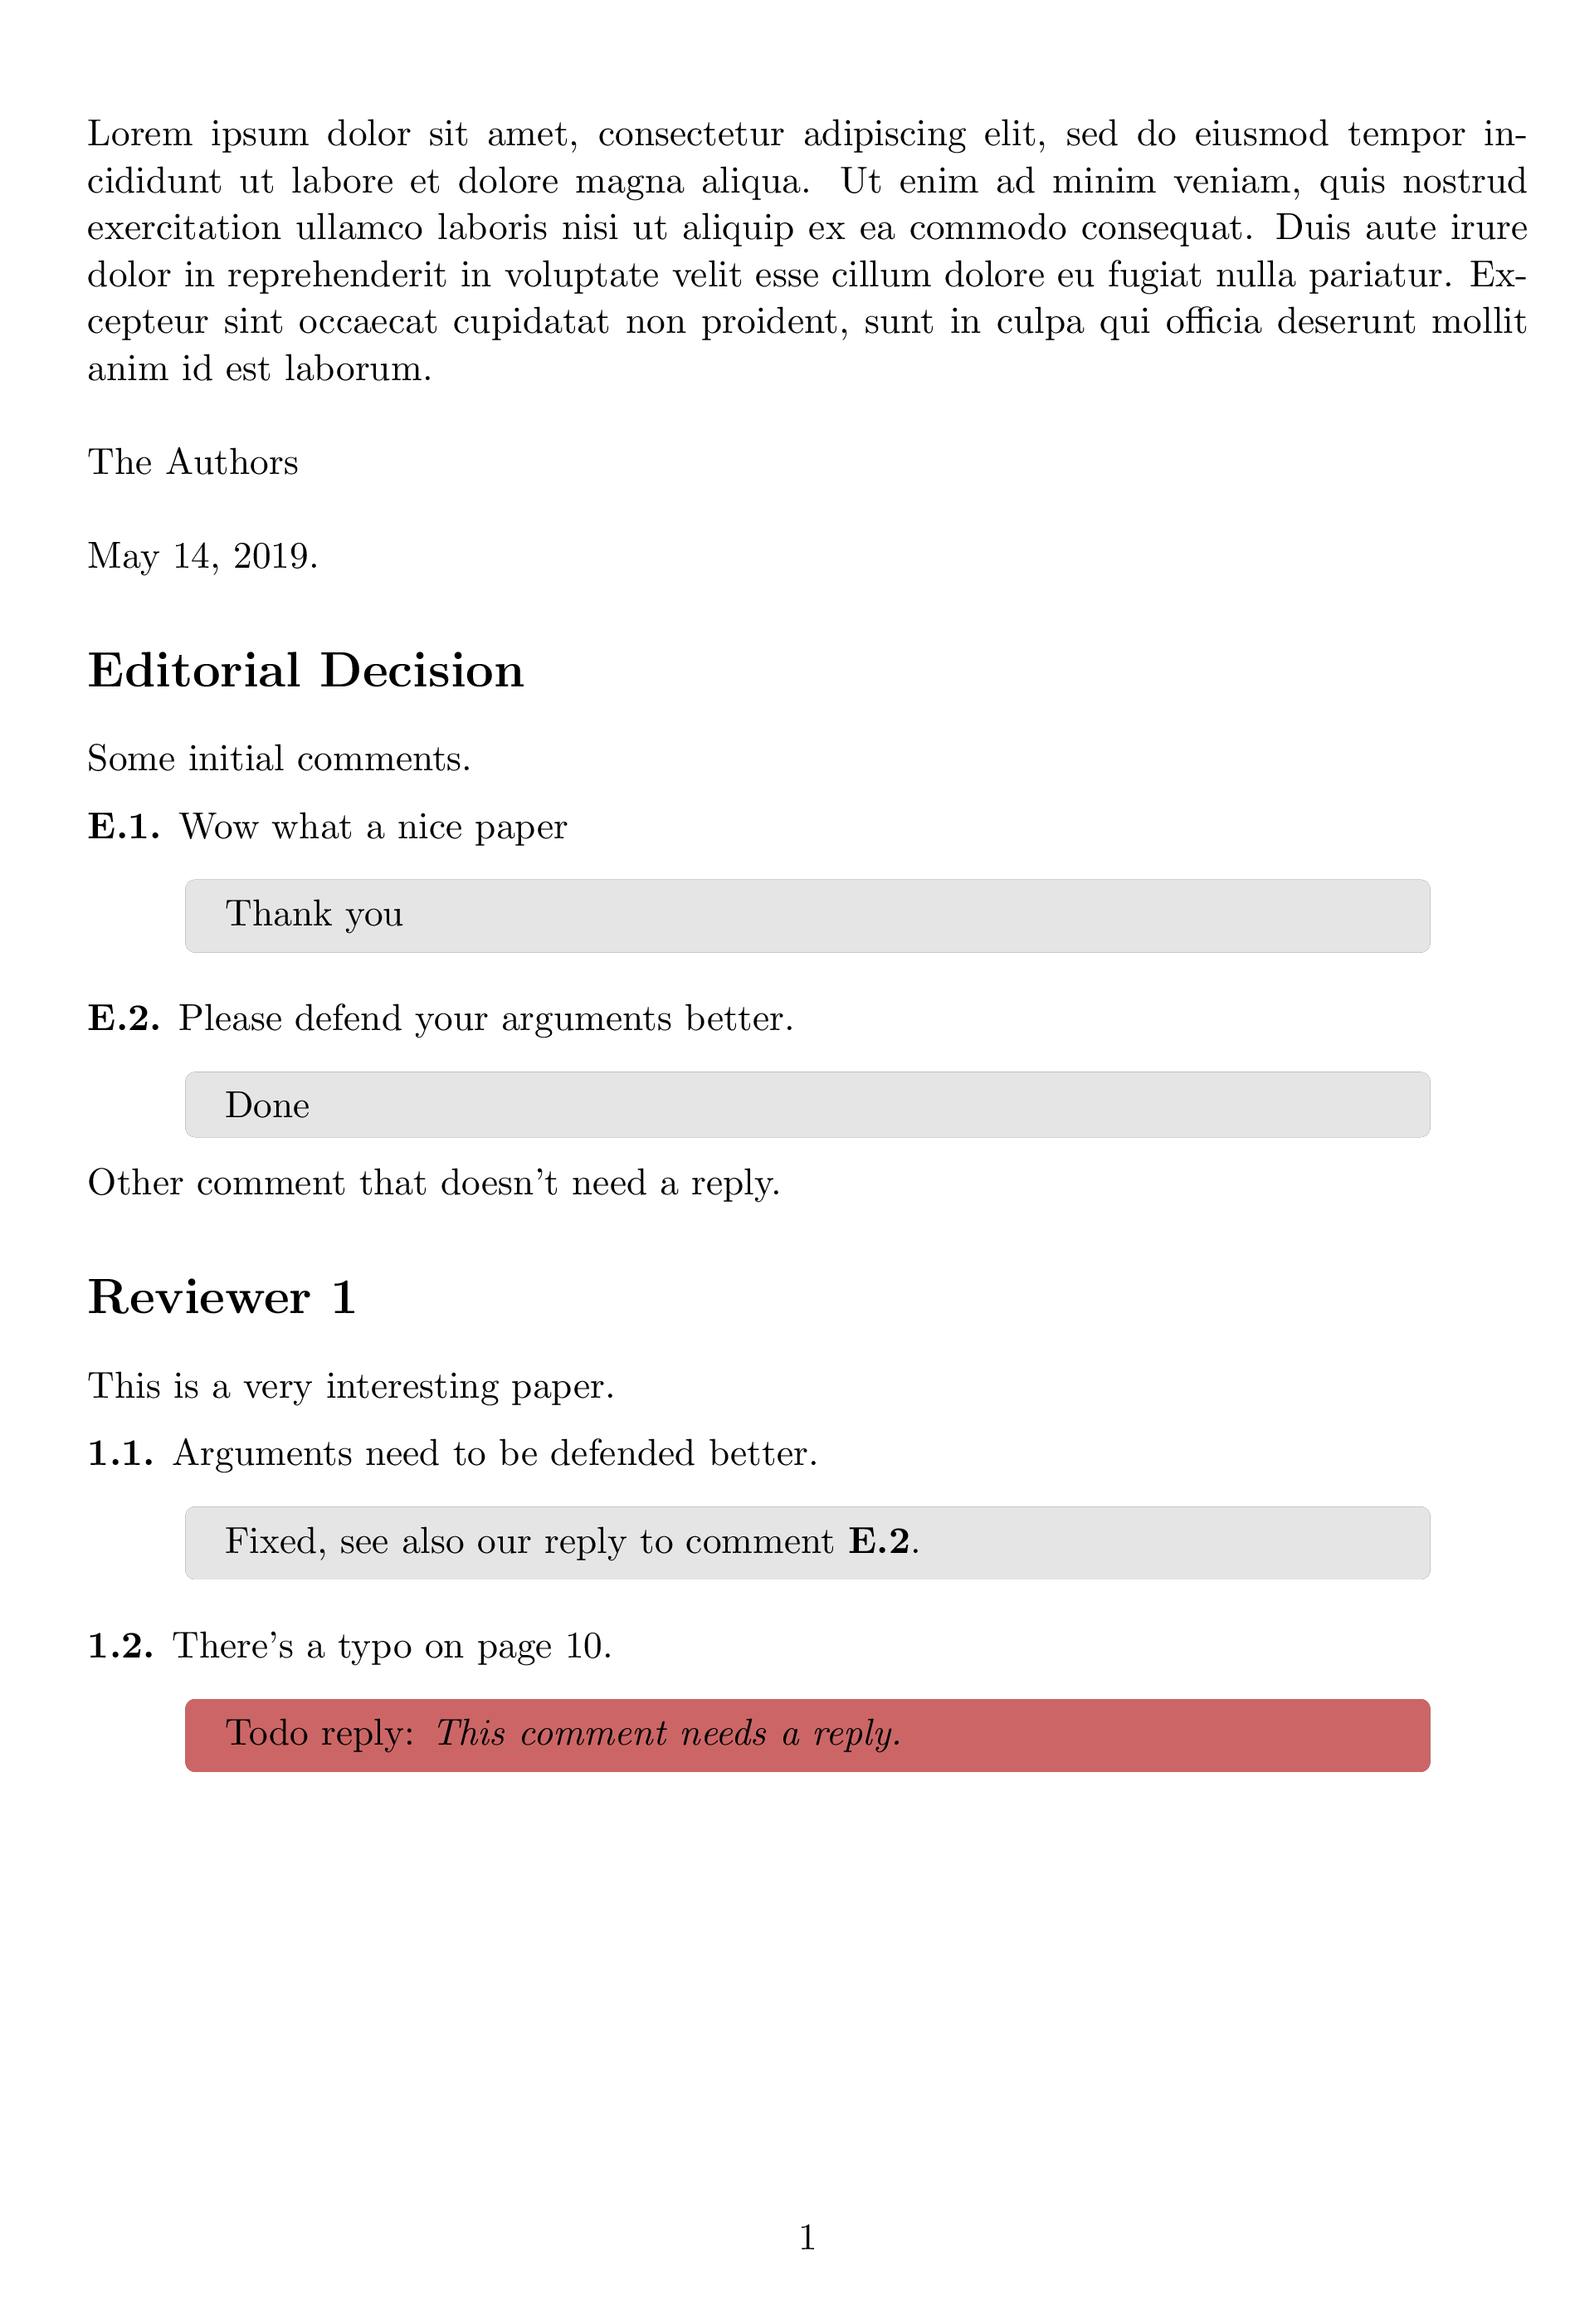 Lorem ipsum dolor sit amet, consectetur adipiscing elit, sed do eiusmod tempor in-
cididunt ut labore et dolore magna aliqua. Ut enim ad minim veniam, quis nostrud
exercitation ullamco laboris nisi ut aliquip ex ea commodo consequat. Duis aute irure
dolor in reprehenderit in voluptate velit esse cillum dolore eu fugiat nulla pariatur. Ex-
cepteur sint occaecat cupidatat non proident, sunt in culpa qui officia deserunt mollit
anim id est laborum.
The Authors
May 14, 2019.
Editorial Decision
Some initial comments.
E.1. Wow what a nice paper
Thank you
E.2. Please defend your arguments better.
Done
Other comment that doesn't need a reply.
Reviewer 1
This is a very interesting paper.
1.1. Arguments need to be defended better.
Fixed, see also our reply to comment E.2.
1.2. There's a typo on page 10.
Todo reply: This comment needs a reply.
1